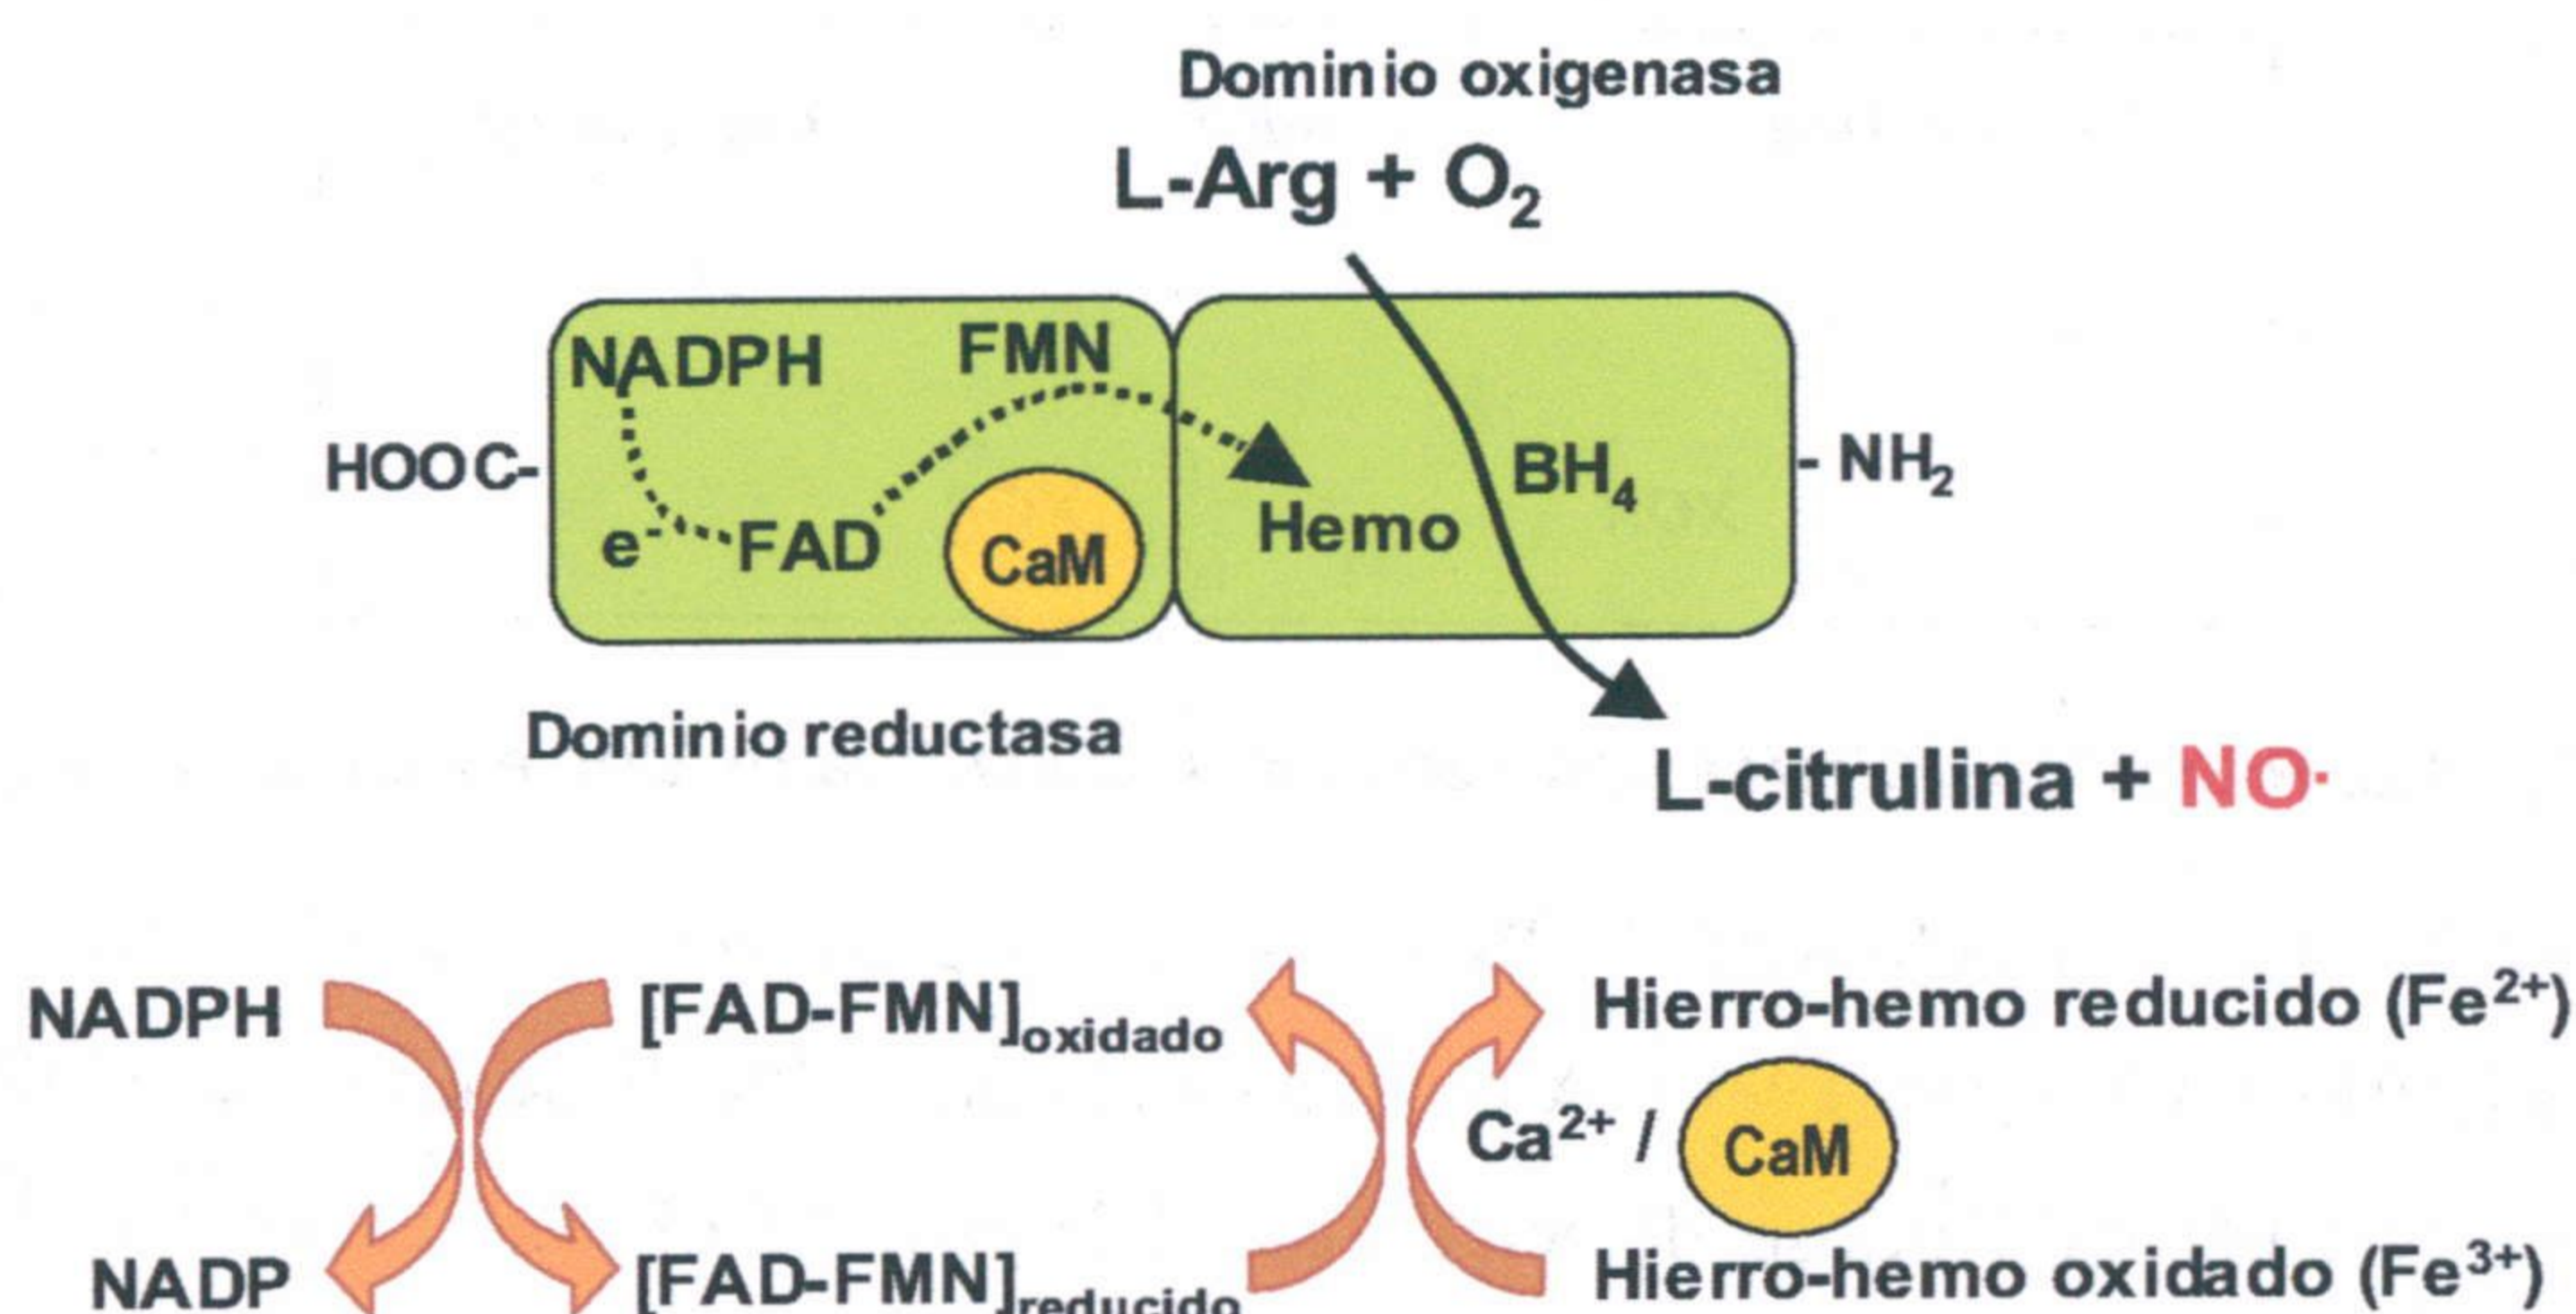 Dominio oxigenasa
L-Arg + O₂
NADPH FMN
HOOC- BH₄ - NH₂
e⁻ FAD CaM Hemo
Dominio reductasa
L-citrulina + NO·
NADPH [FAD-FMN]oxidado Hierro-hemo reducido (Fe²⁺)
Ca²⁺ / CaM
NADP [FAD-FMN]reducido Hierro-hemo oxidado (Fe³⁺)